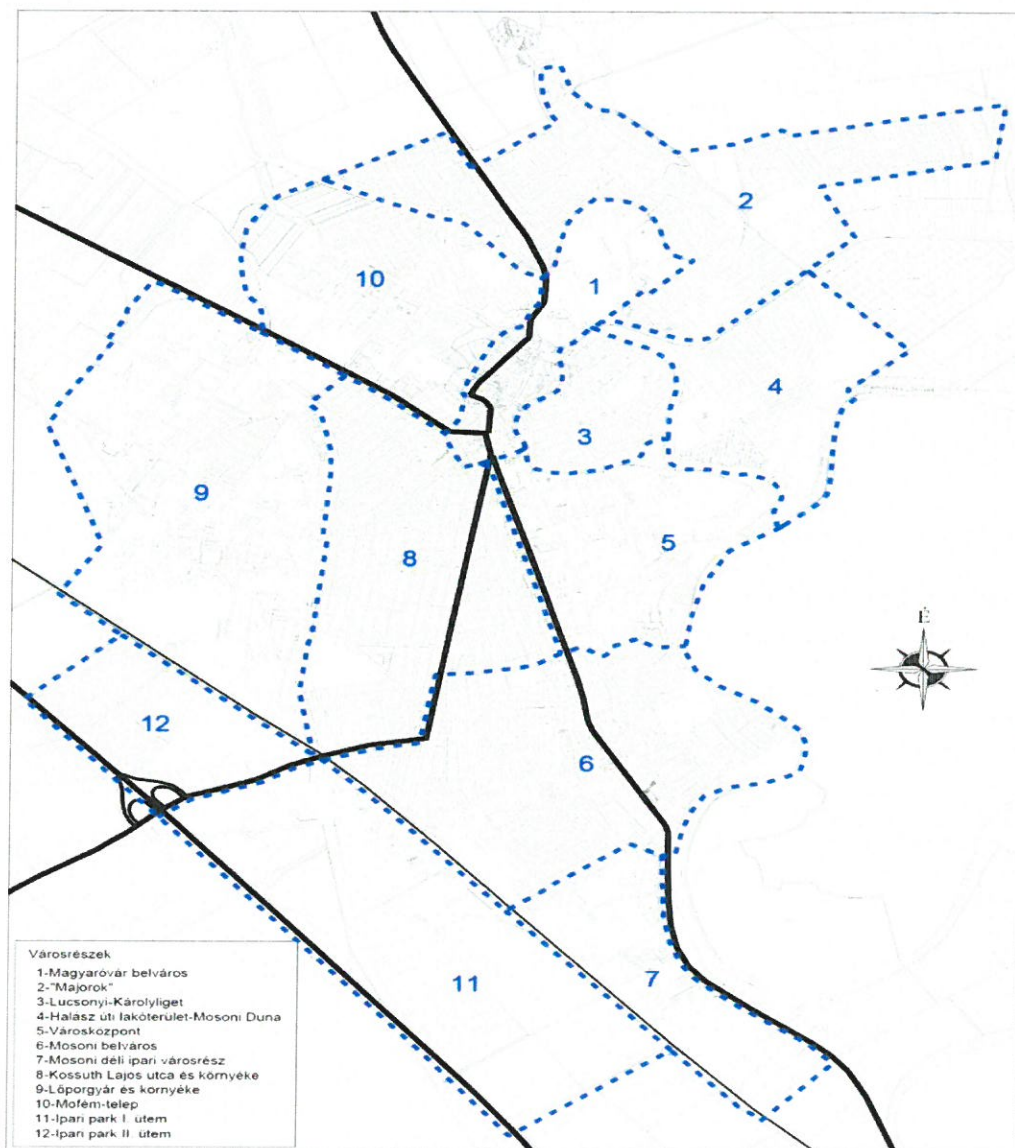 2
10
1
4
3
9
5
8
É
12
6
11
7
Városrészek
1-Magyaróvár belváros
2-"Majorok"
3-Lucsonyi-Károlyliget
4-Halász úti lakóterület-Mosoni Duna
5-Városközpont
6-Mosoni belváros
7-Mosoni déli ipari városrész
8-Kossuth Lajos utca és környéke
9-Lőporgyár és környéke
10-Mofém-telep
11-Ipari park I. ütem
12-Ipari park II. ütem